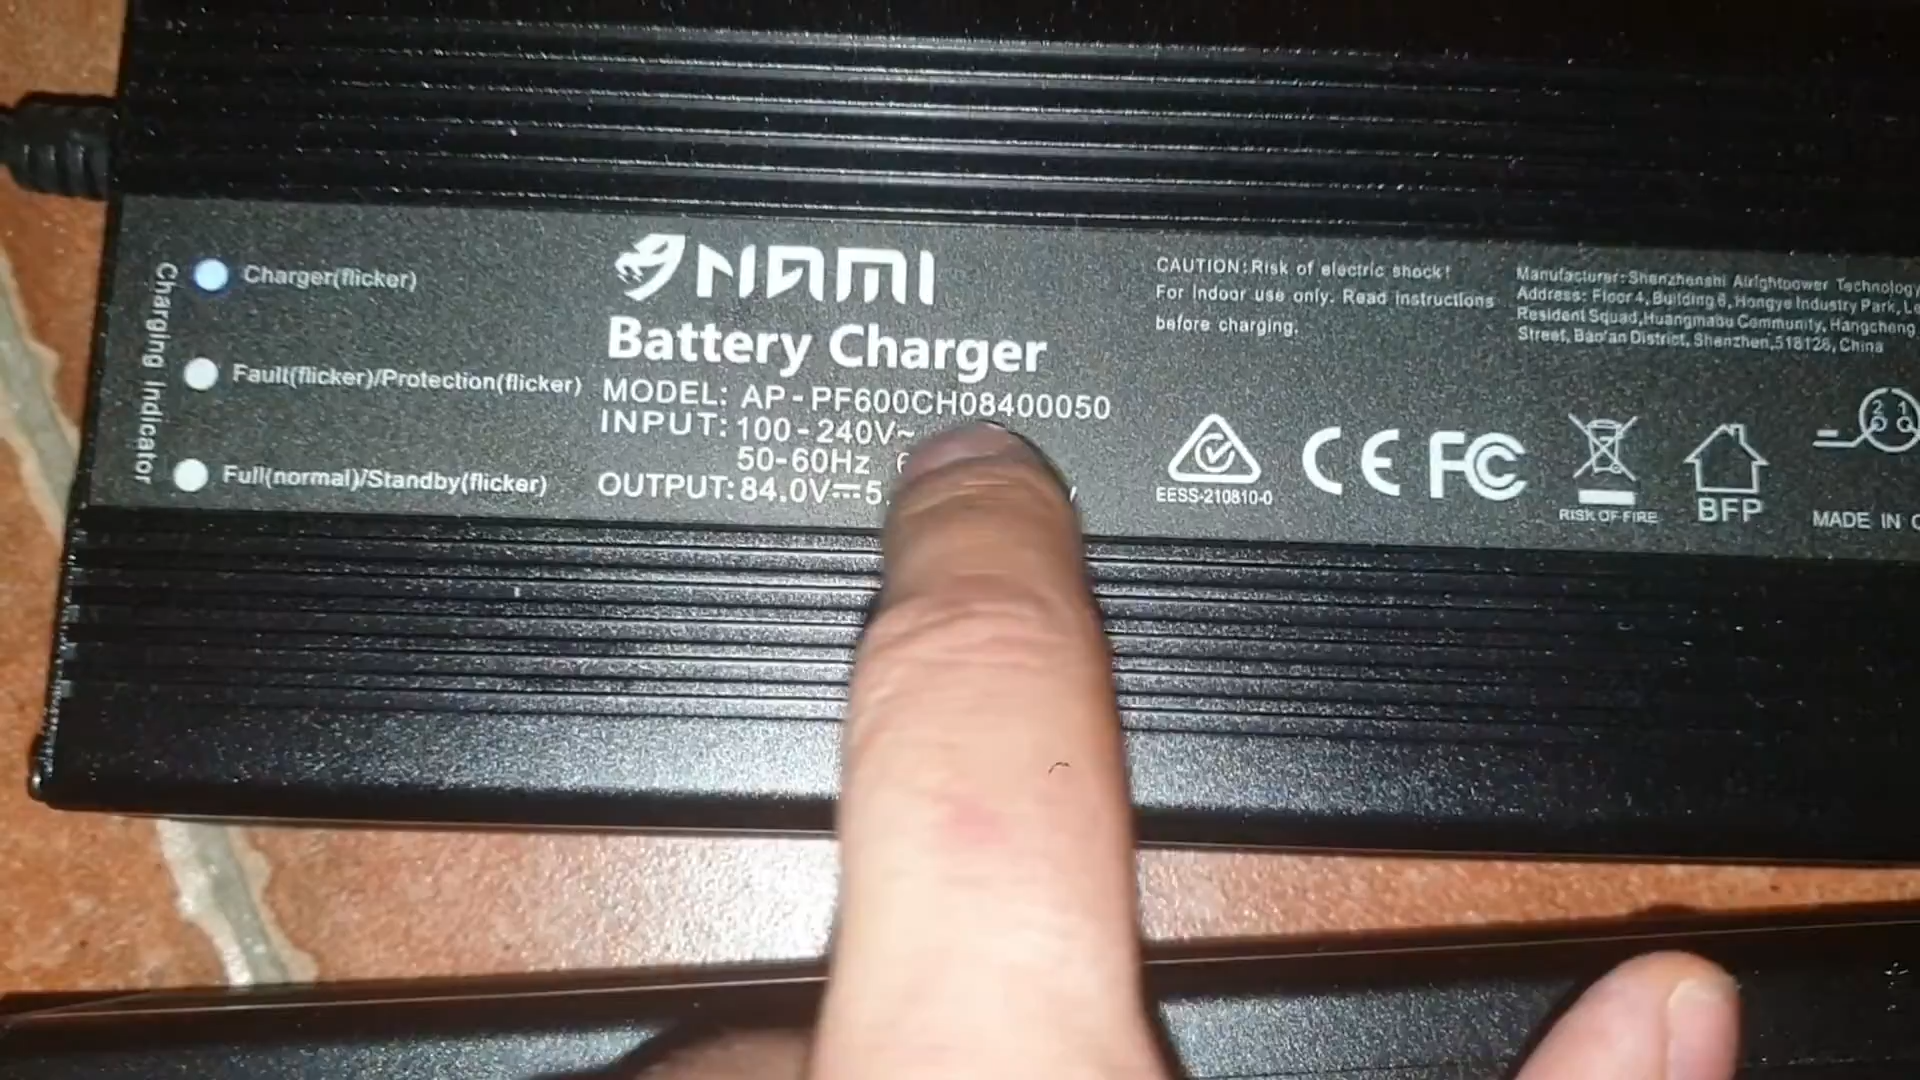 Charging Indicator
Charger(flicker)
Fault(flicker)/Protection(flicker)
Full(normal)/Standby(flicker)
NAMI
Battery Charger
MODEL: AP-PF600CH08400050
INPUT: 100-240V~
50-60Hz
OUTPUT: 84.0V⎓5.
CAUTION: Risk of electric shock!
For indoor use only. Read instructions
before charging.
Manufacturer: Shenzhenshi Airightpower Technology
Address: Floor 4, Building 6, Hongye Industry Park, Le
Resident Squad, Huangmabu Community, Hangcheng
Street, Bao'an District, Shenzhen, 518126, China
EESS-210810-0
CE FC
RISK OF FIRE
BFP
2 1
MADE IN C